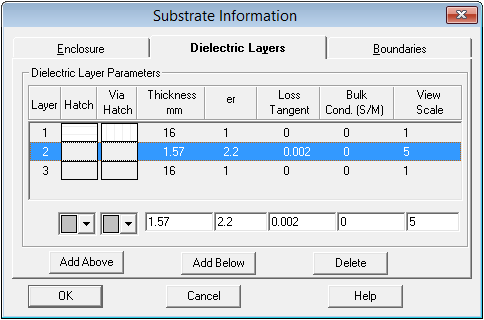 Substrate Information
Enclosure Dielectric Layers Boundaries
Dielectric Layer Parameters
Layer Hatch Via Hatch Thickness mm er Loss Tangent Bulk Cond. (S/M) View Scale
1 16 1 0 0 1
2 1.57 2.2 0.002 0 5
3 16 1 0 0 1
1.57 2.2 0.002 0 5
Add Above Add Below Delete
OK Cancel Help